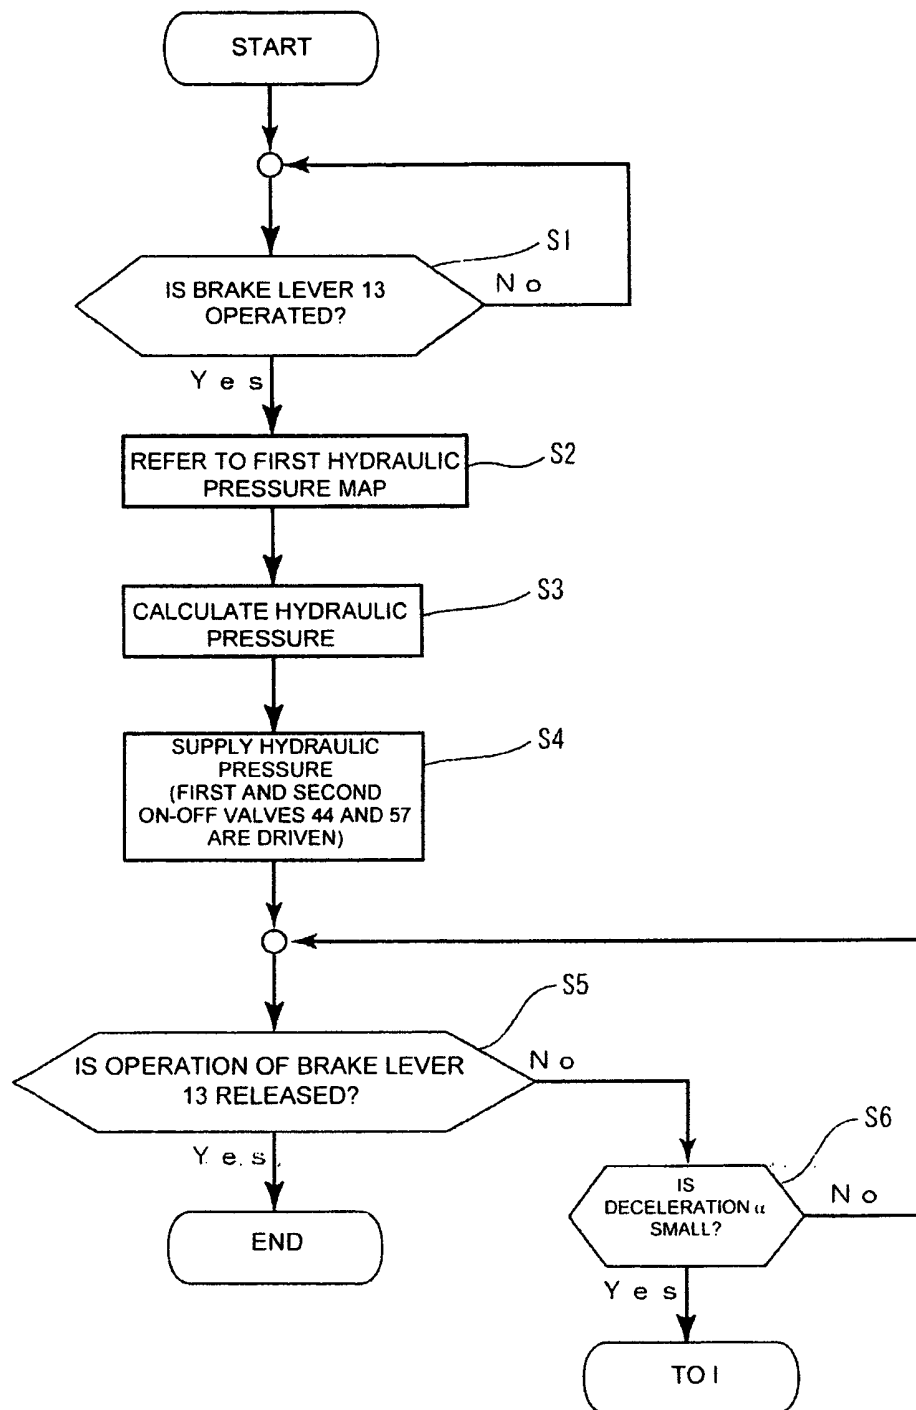 START
S1
IS BRAKE LEVER 13
OPERATED?
No
Yes
REFER TO FIRST HYDRAULIC
PRESSURE MAP
S2
CALCULATE HYDRAULIC
PRESSURE
S3
SUPPLY HYDRAULIC
PRESSURE
(FIRST AND SECOND
ON-OFF VALVES 44 AND 57
ARE DRIVEN)
S4
S5
IS OPERATION OF BRAKE LEVER
13 RELEASED?
No
Yes
END
S6
IS
DECELERATION α
SMALL?
No
Yes
TO I